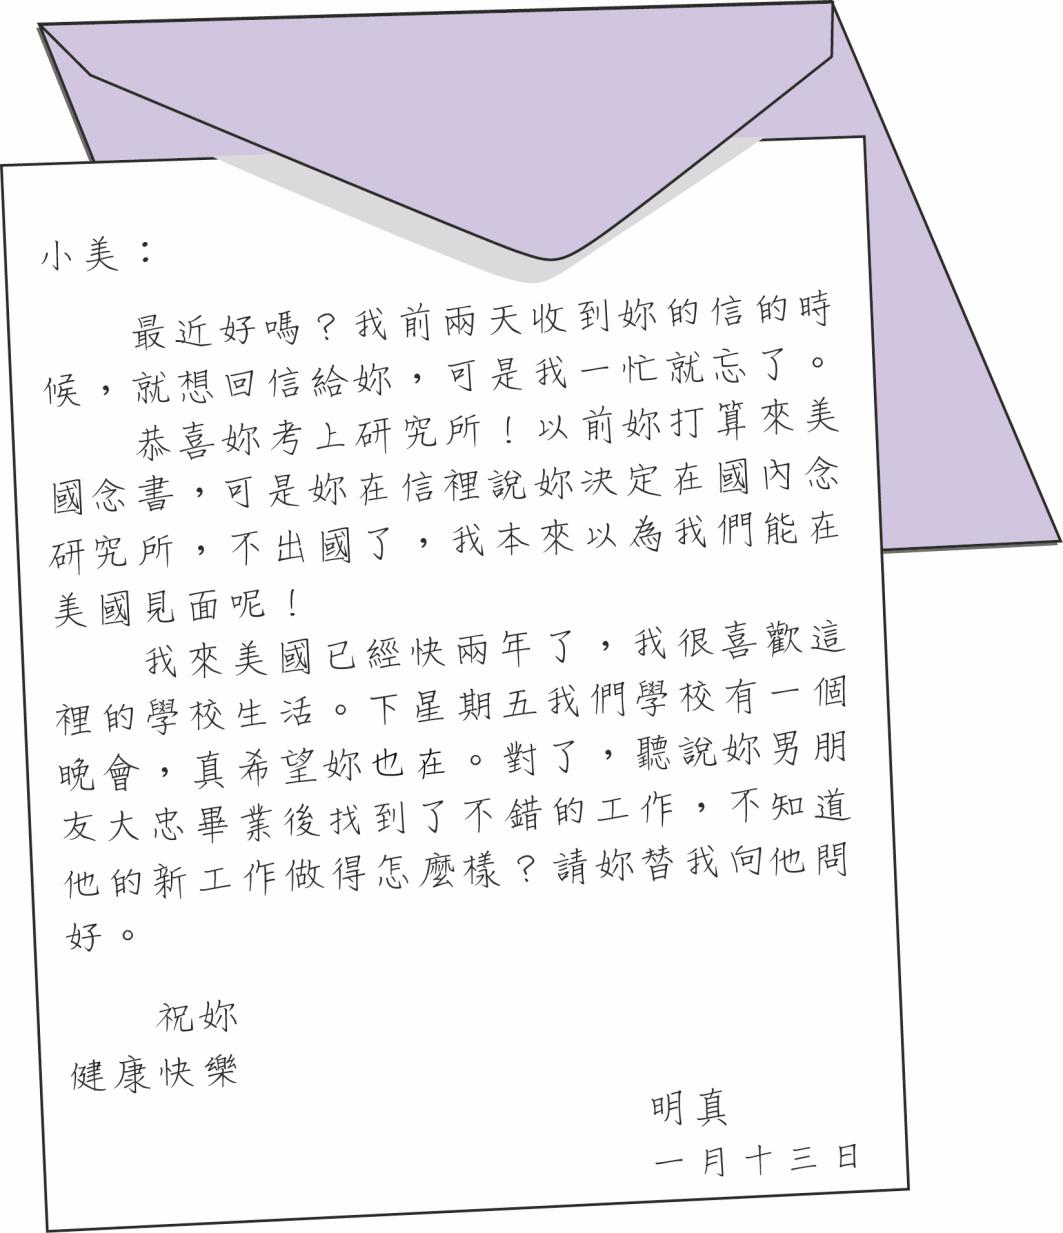 小美：
最近好嗎？我前兩天收到妳的信的時
候，就想回信給妳，可是我一忙就忘了。
恭喜妳考上研究所！以前妳打算來美
國念書，可是妳在信裡說妳決定在國內念
研究所，不出國了，我本來以為我們能在
美國見面呢！
我來美國已經快兩年了，我很喜歡這
裡的學校生活。下星期五我們學校有一個
晚會，真希望妳也在。對了，聽說妳男朋
友大忠畢業後找到了不錯的工作，不知道
他的新工作做得怎麼樣？請妳替我向他問
好。
祝妳
健康快樂
明真
一月十三日